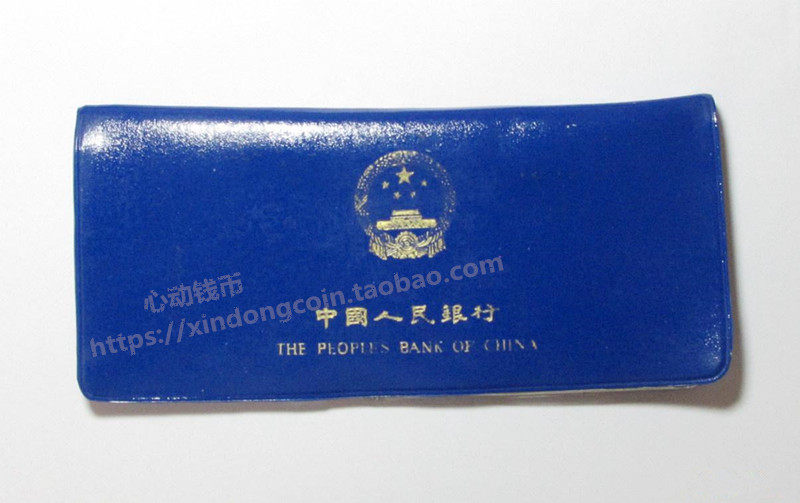 心动钱币
https://xindongcoin.taobao.com
中國人民銀行
THE PEOPLES BANK OF CHINA